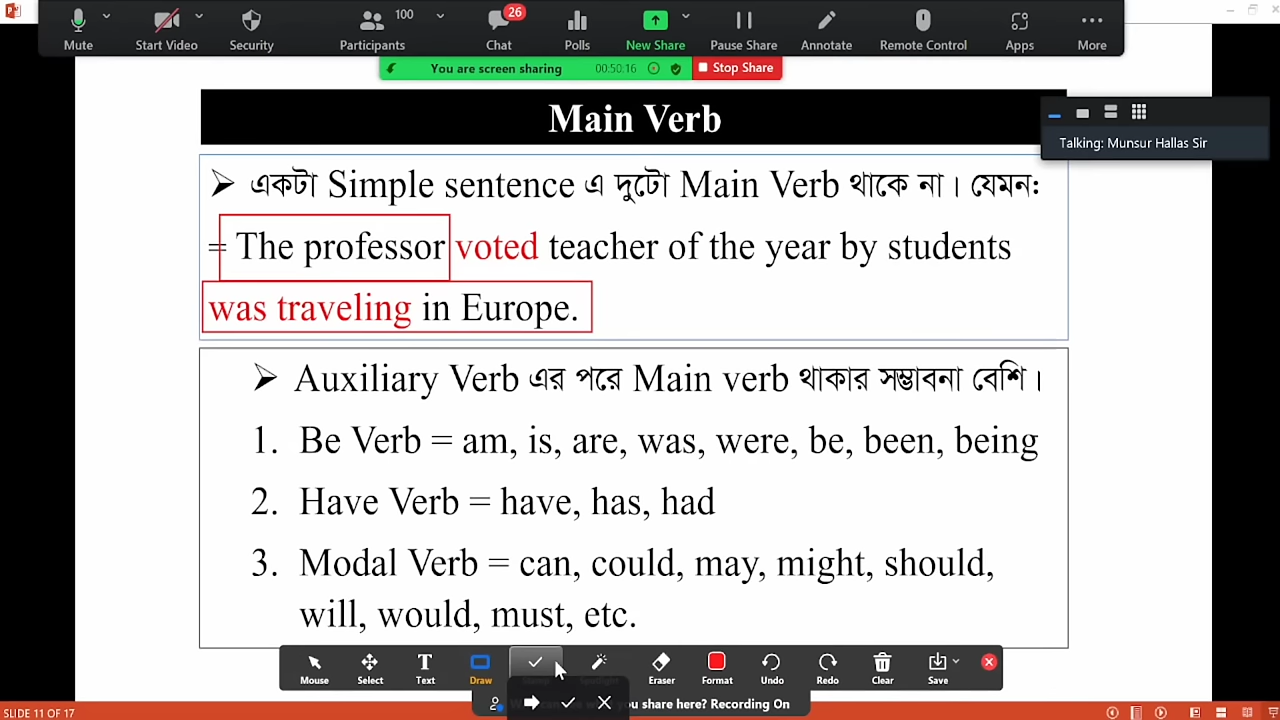 100
26
Mute
Start Video
Security
Participants
Chat
Polls
New Share
Pause Share
Annotate
Remote Control
Apps
More
You are screen sharing
00:50:16
Stop Share
Talking: Munsur Hallas Sir
Main Verb
➢ একটা Simple sentence এ দুটো Main Verb থাকে না। যেমন:
= The professor voted teacher of the year by students
was traveling in Europe.
➢ Auxiliary Verb এর পরে Main verb থাকার সম্ভাবনা বেশি।
1. Be Verb = am, is, are, was, were, be, been, being
2. Have Verb = have, has, had
3. Modal Verb = can, could, may, might, should,
will, would, must, etc.
Mouse
Select
Text
Draw
Eraser
Format
Undo
Redo
Clear
Save
you share here? Recording On
SLIDE 11 OF 17